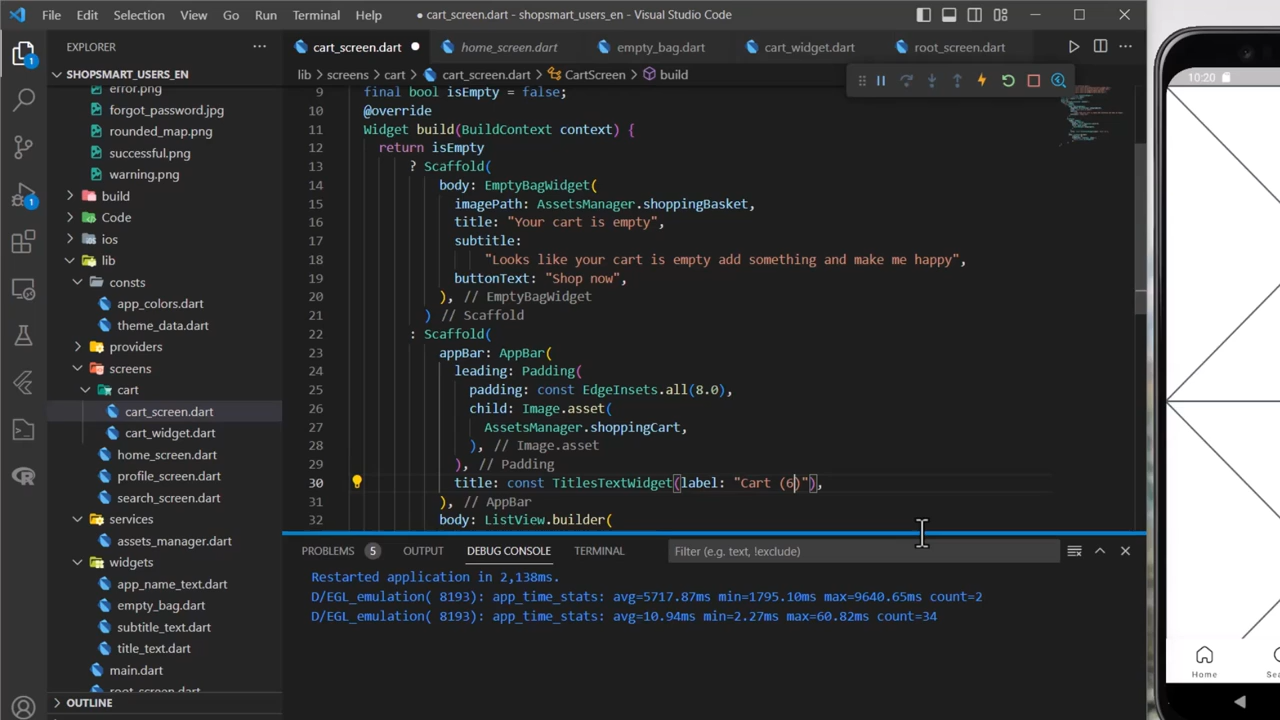 File Edit Selection View Go Run Terminal Help ● cart_screen.dart • shopsmart_users_en - Visual Studio Code
EXPLORER
SHOPSMART_USERS_EN
error.png
forgot_password.jpg
rounded_map.png
successful.png
warning.png
build
Code
ios
lib
consts
app_colors.dart
theme_data.dart
providers
screens
cart
cart_screen.dart
cart_widget.dart
home_screen.dart
profile_screen.dart
search_screen.dart
services
assets_manager.dart
widgets
app_name_text.dart
empty_bag.dart
subtitle_text.dart
title_text.dart
main.dart
root_screen.dart
OUTLINE
1
1
cart_screen.dart ● home_screen.dart empty_bag.dart cart_widget.dart root_screen.dart
lib > screens > cart > cart_screen.dart > CartScreen > build
9 final bool isEmpty = false;
10 @override
11 Widget build(BuildContext context) {
12 return isEmpty
13 ? Scaffold(
14 body: EmptyBagWidget(
15 imagePath: AssetsManager.shoppingBasket,
16 title: "Your cart is empty",
17 subtitle:
18 "Looks like your cart is empty add something and make me happy",
19 buttonText: "Shop now",
20 ), // EmptyBagWidget
21 ) // Scaffold
22 : Scaffold(
23 appBar: AppBar(
24 leading: Padding(
25 padding: const EdgeInsets.all(8.0),
26 child: Image.asset(
27 AssetsManager.shoppingCart,
28 ), // Image.asset
29 ), // Padding
30 title: const TitlesTextWidget(label: "Cart (6)"),
31 ), // AppBar
32 body: ListView.builder(
PROBLEMS 5 OUTPUT DEBUG CONSOLE TERMINAL Filter (e.g. text, !exclude)
Restarted application in 2,138ms.
D/EGL_emulation( 8193): app_time_stats: avg=5717.87ms min=1795.10ms max=9640.65ms count=2
D/EGL_emulation( 8193): app_time_stats: avg=10.94ms min=2.27ms max=60.82ms count=34
10:20
Home